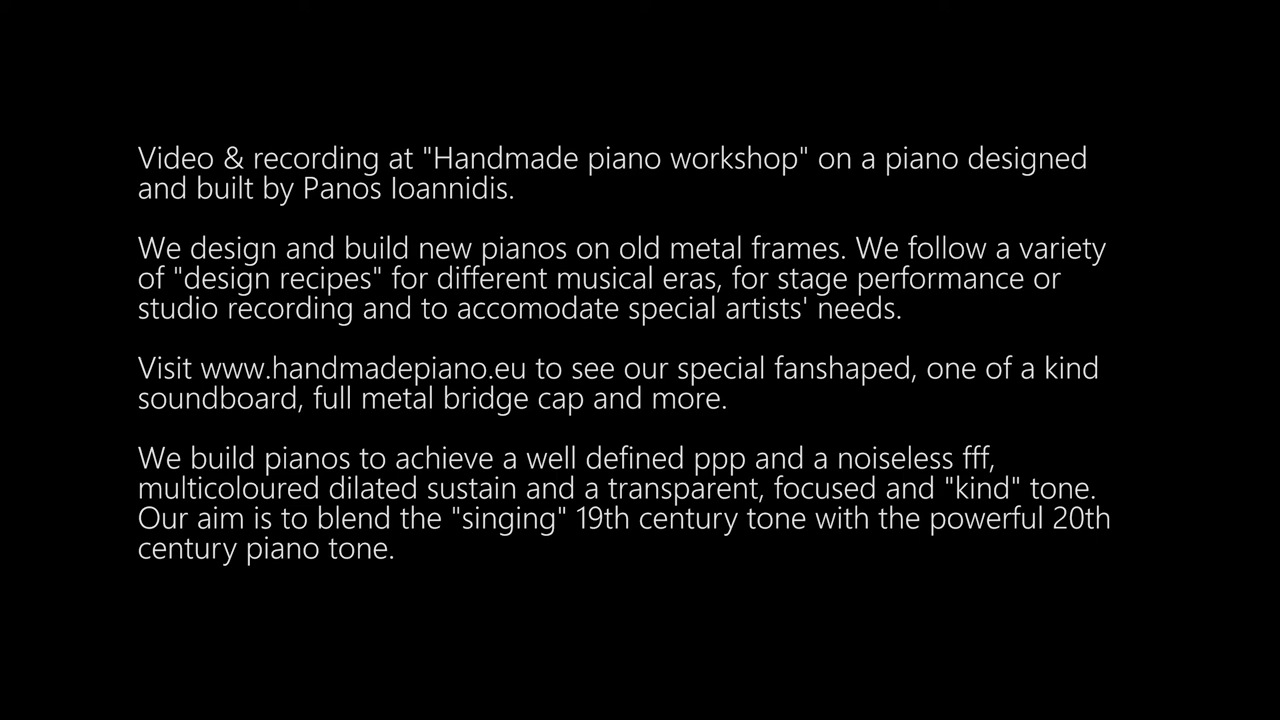 Video & recording at "Handmade piano workshop" on a piano designed
and built by Panos Ioannidis.
We design and build new pianos on old metal frames. We follow a variety
of "design recipes" for different musical eras, for stage performance or
studio recording and to accomodate special artists' needs.
Visit www.handmadepiano.eu to see our special fanshaped, one of a kind
soundboard, full metal bridge cap and more.
We build pianos to achieve a well defined ppp and a noiseless fff,
multicoloured dilated sustain and a transparent, focused and "kind" tone.
Our aim is to blend the "singing" 19th century tone with the powerful 20th
century piano tone.